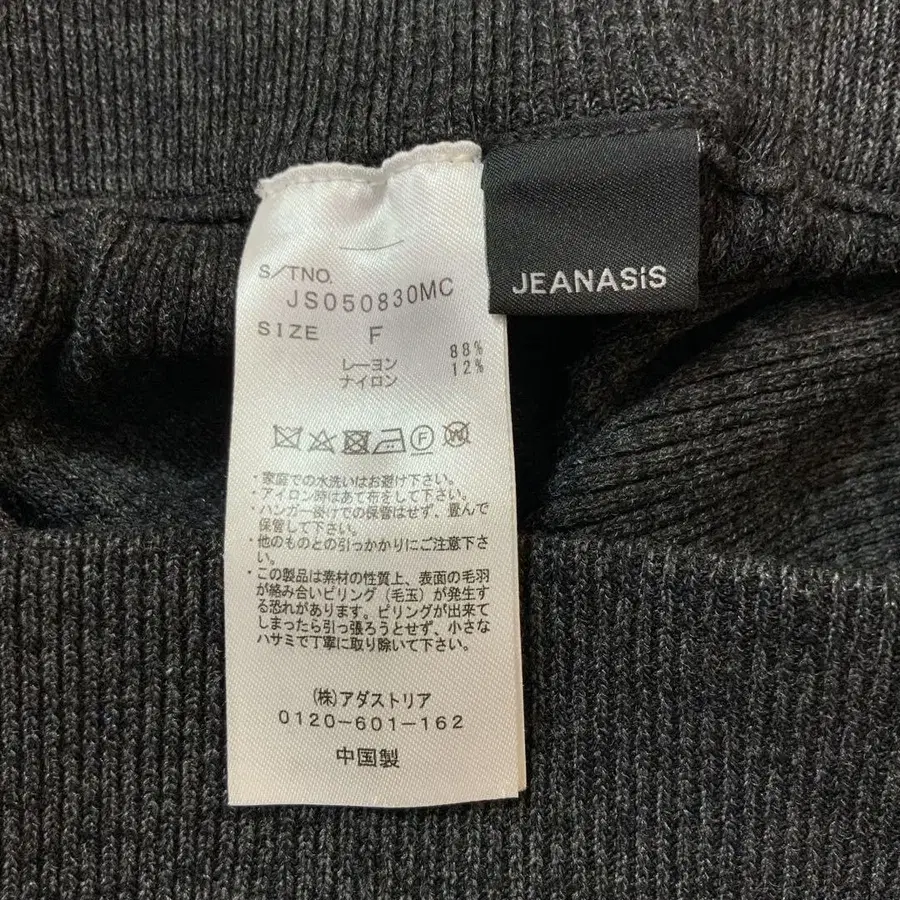 JEANASiS
S/TNO.
JS050830MC
SIZE F
レーヨン 88%
ナイロン 12%
F W
・家庭での水洗いはお避け下さい。
・アイロン時はあて布をして下さい。
・ハンガー掛けでの保管はせず、畳んで
保管して下さい。
・他のものとの引っかかりにご注意下さ
い。
・この製品は素材の性質上、表面の毛羽
が絡み合いピリング（毛玉）が発生す
る恐れがあります。ピリングが出来て
しまったら引っ張ろうとせず、小さな
ハサミで丁寧に取り除いて下さい。
(株)アダストリア
0120-601-162
中国製